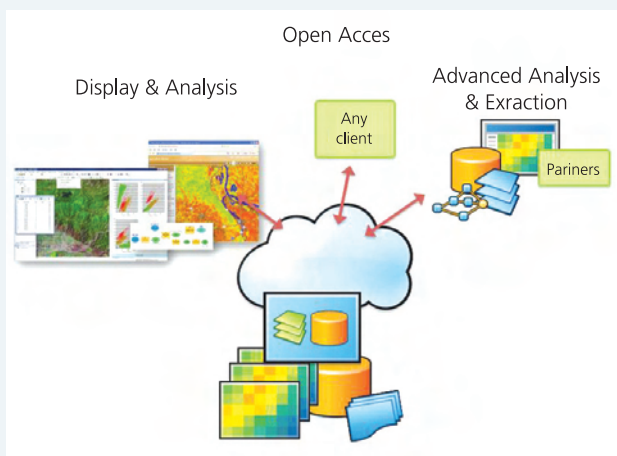 Open Acces
Display & Analysis
Advanced Analysis
& Exraction
Any
client
Pariners